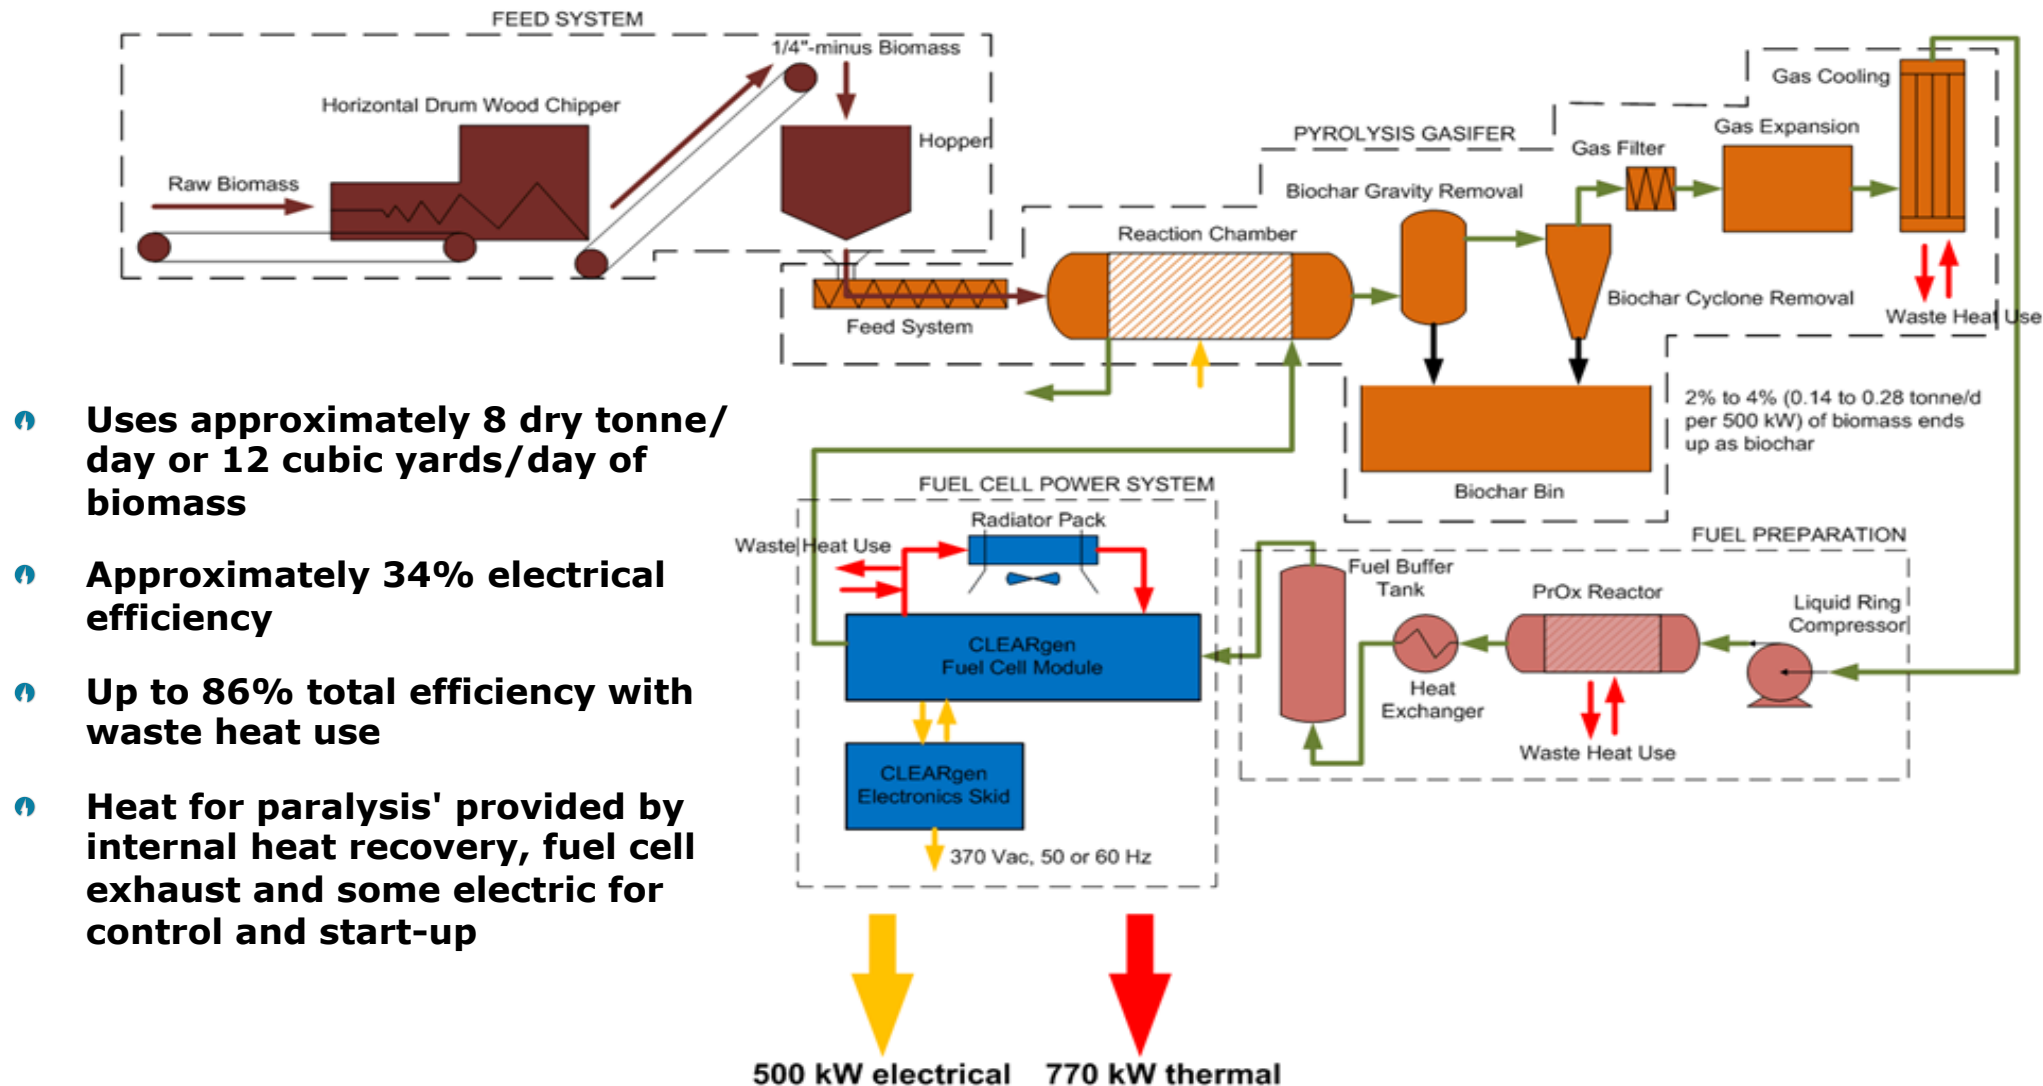 FEED SYSTEM
1/4"-minus Biomass
Horizontal Drum Wood Chipper
Hopper
Raw Biomass
Feed System
PYROLYSIS GASIFER
Gas Cooling
Gas Expansion
Gas Filter
Biochar Gravity Removal
Reaction Chamber
Biochar Cyclone Removal
Waste Heat Use
2% to 4% (0.14 to 0.28 tonne/d
per 500 kW) of biomass ends
up as biochar
Biochar Bin
Uses approximately 8 dry tonne/
day or 12 cubic yards/day of
biomass
Approximately 34% electrical
efficiency
Up to 86% total efficiency with
waste heat use
Heat for paralysis' provided by
internal heat recovery, fuel cell
exhaust and some electric for
control and start-up
FUEL CELL POWER SYSTEM
Radiator Pack
Waste Heat Use
CLEARgen
Fuel Cell Module
CLEARgen
Electronics Skid
370 Vac, 50 or 60 Hz
FUEL PREPARATION
Fuel Buffer
Tank
PrOx Reactor
Liquid Ring
Compressor
Heat
Exchanger
Waste Heat Use
500 kW electrical
770 kW thermal